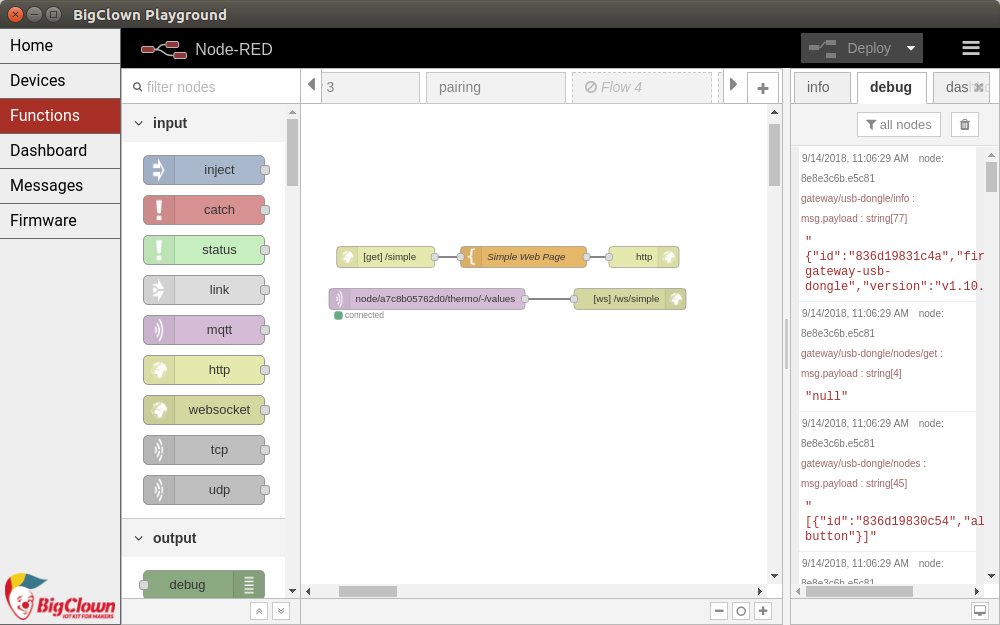 BigClown Playground
Home
Devices
Functions
Dashboard
Messages
Firmware
BigClown
IOT KIT FOR MAKERS
Node-RED
Deploy
filter nodes
input
inject
catch
status
link
mqtt
http
websocket
tcp
udp
output
debug
3
pairing
Flow 4
[get] /simple
Simple Web Page
http
node/a7c8b05762d0/thermo/-/values
[ws] /ws/simple
connected
info
debug
das
all nodes
9/14/2018, 11:06:29 AM node:
8e8e3c6b.e5c81
gateway/usb-dongle/info :
msg.payload : string[77]
"
{"id":"836d19831c4a","fir
gateway-usb-
dongle","version":"v1.10.
9/14/2018, 11:06:29 AM node:
8e8e3c6b.e5c81
gateway/usb-dongle/nodes/get :
msg.payload : string[4]
"null"
9/14/2018, 11:06:29 AM node:
8e8e3c6b.e5c81
gateway/usb-dongle/nodes :
msg.payload : string[45]
"
[{"id":"836d19830c54","al
button"}]"
9/14/2018, 11:06:29 AM node:
8e8e3c6b.e5c81